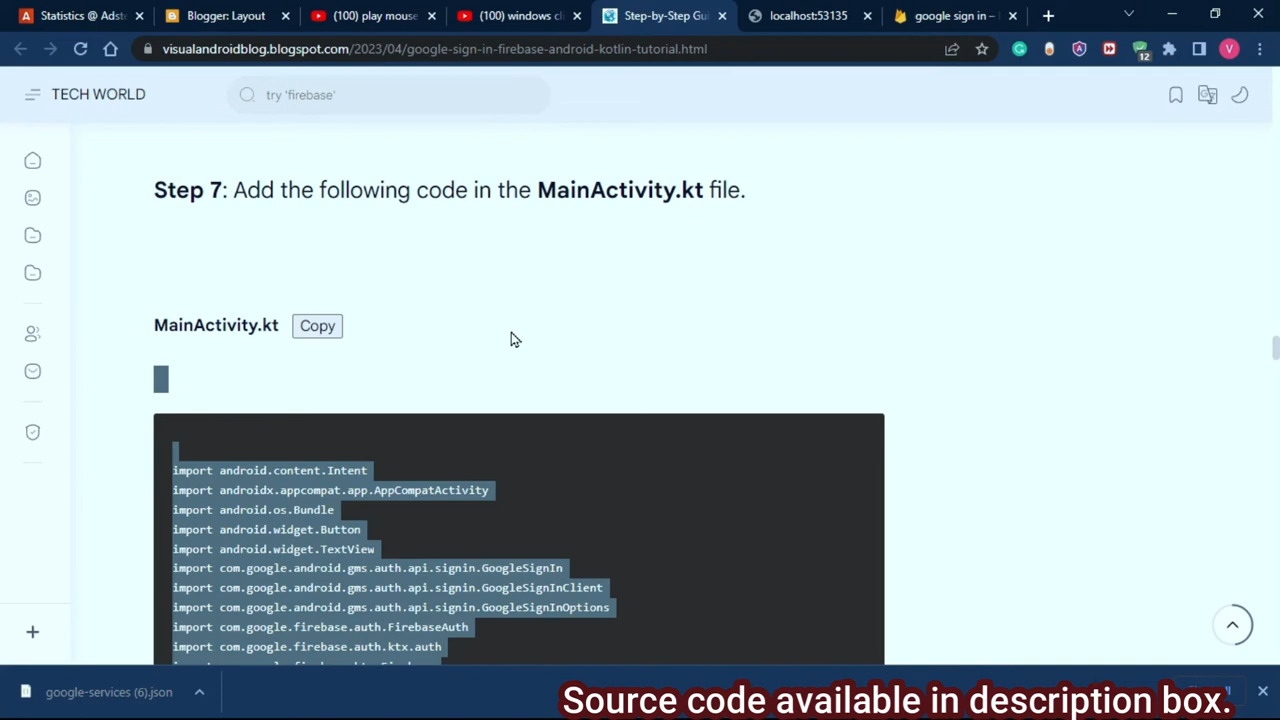 Statistics @ Adst
Blogger: Layout
(100) play mouse
(100) windows cl
Step-by-Step Gu
localhost:53135
google sign in –
visualandroidblog.blogspot.com/2023/04/google-sign-in-firebase-android-kotlin-tutorial.html
12
V
TECH WORLD
try 'firebase'
Step 7: Add the following code in the MainActivity.kt file.
MainActivity.kt Copy
import android.content.Intent
import androidx.appcompat.app.AppCompatActivity
import android.os.Bundle
import android.widget.Button
import android.widget.TextView
import com.google.android.gms.auth.api.signin.GoogleSignIn
import com.google.android.gms.auth.api.signin.GoogleSignInClient
import com.google.android.gms.auth.api.signin.GoogleSignInOptions
import com.google.firebase.auth.FirebaseAuth
import com.google.firebase.auth.ktx.auth
google-services (6).json
Source code available in description box.